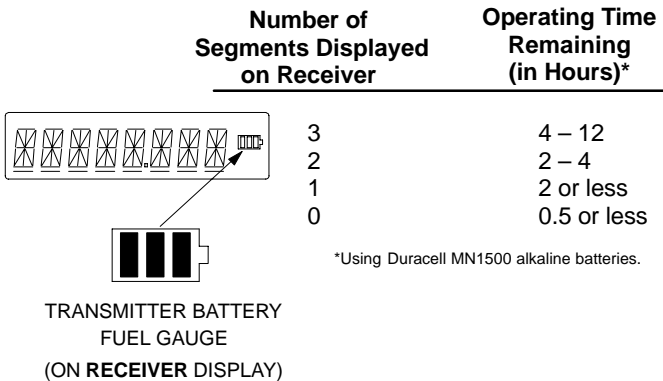 Number of
Segments Displayed
on Receiver
Operating Time
Remaining
(in Hours)*
3 4 – 12
2 2 – 4
1 2 or less
0 0.5 or less
*Using Duracell MN1500 alkaline batteries.
TRANSMITTER BATTERY
FUEL GAUGE
(ON RECEIVER DISPLAY)